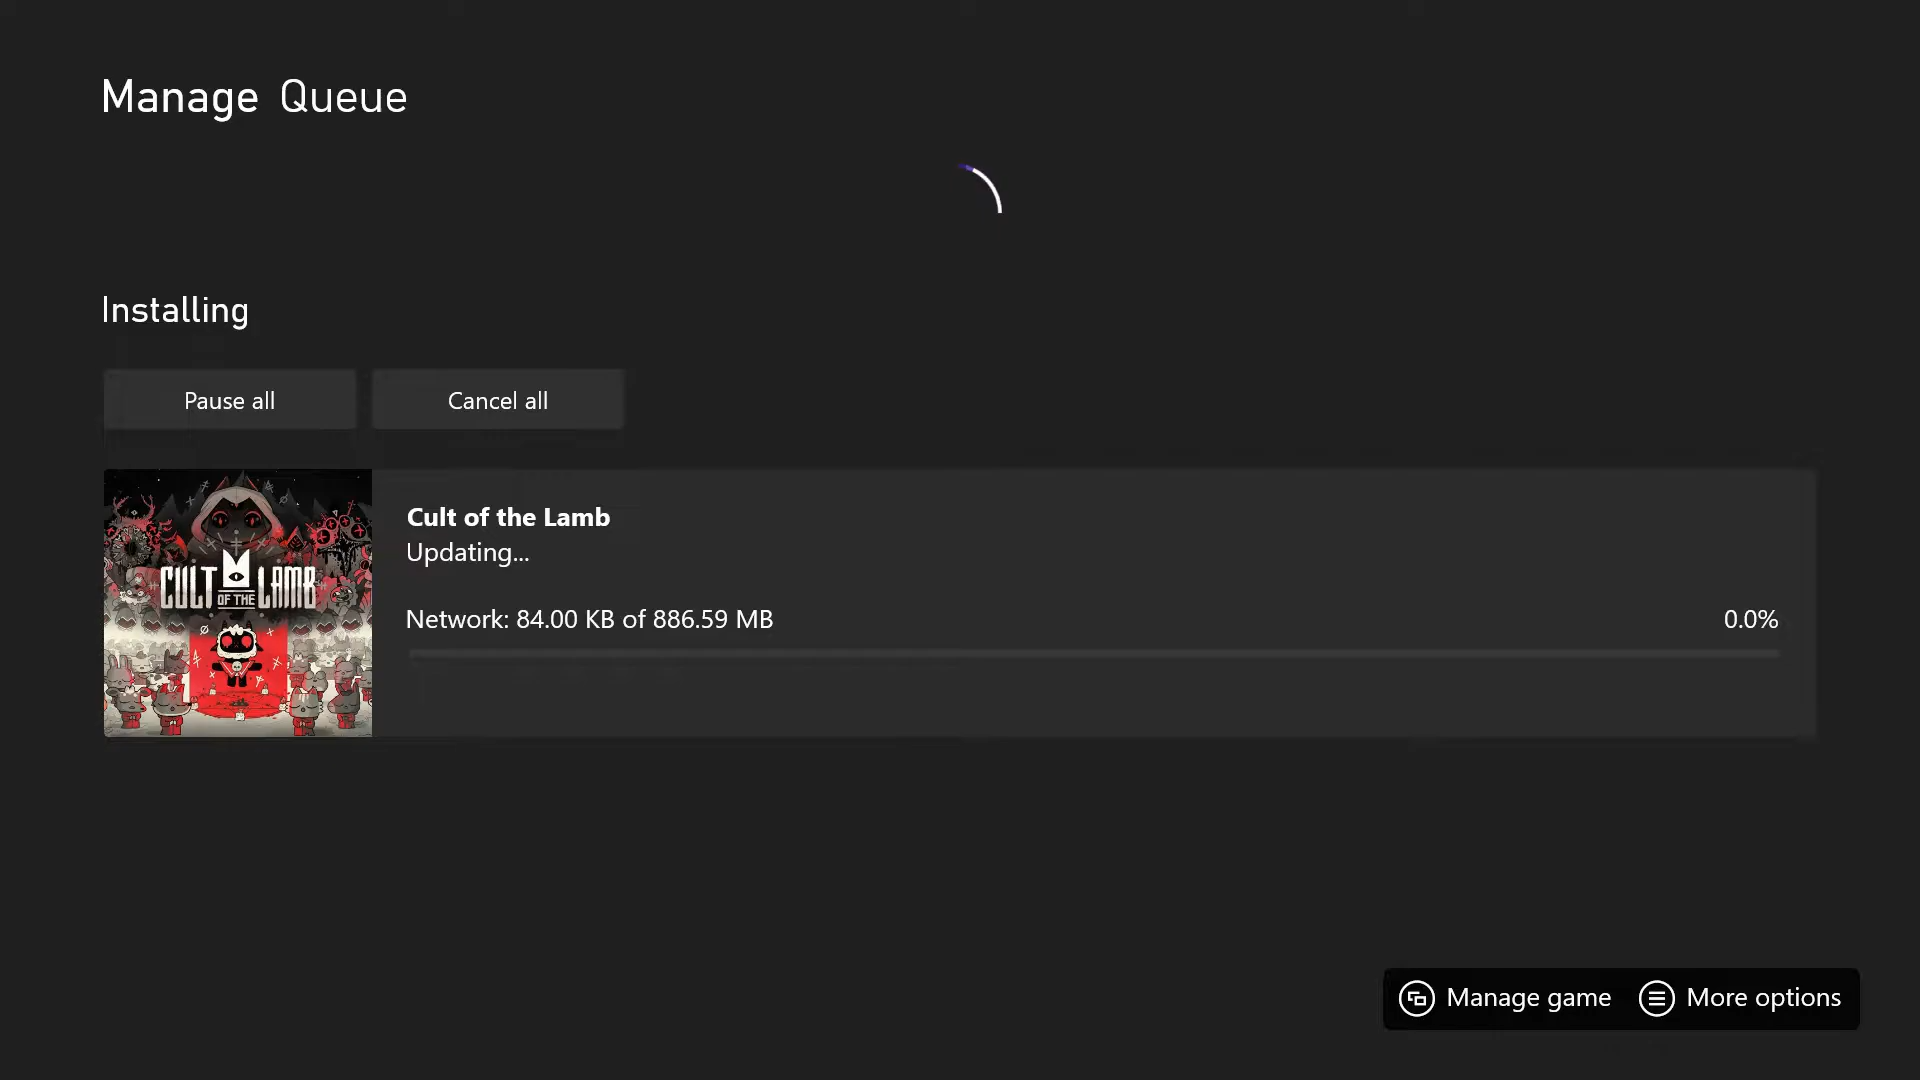 Manage Queue
Installing
Pause all
Cancel all
CULT OF THE LAMB
Cult of the Lamb
Updating...
Network: 84.00 KB of 886.59 MB
0.0%
Manage game
More options